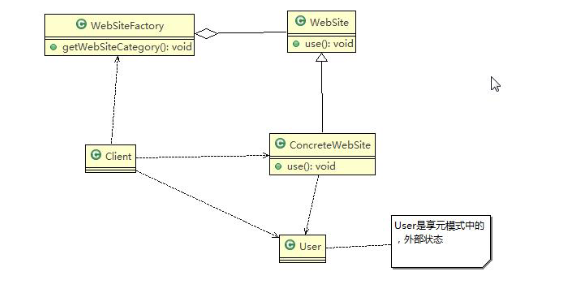 WebSiteFactory
getWebSiteCategory(): void
WebSite
use(): void
Client
ConcreteWebSite
use(): void
User
User是享元模式中的
，外部状态